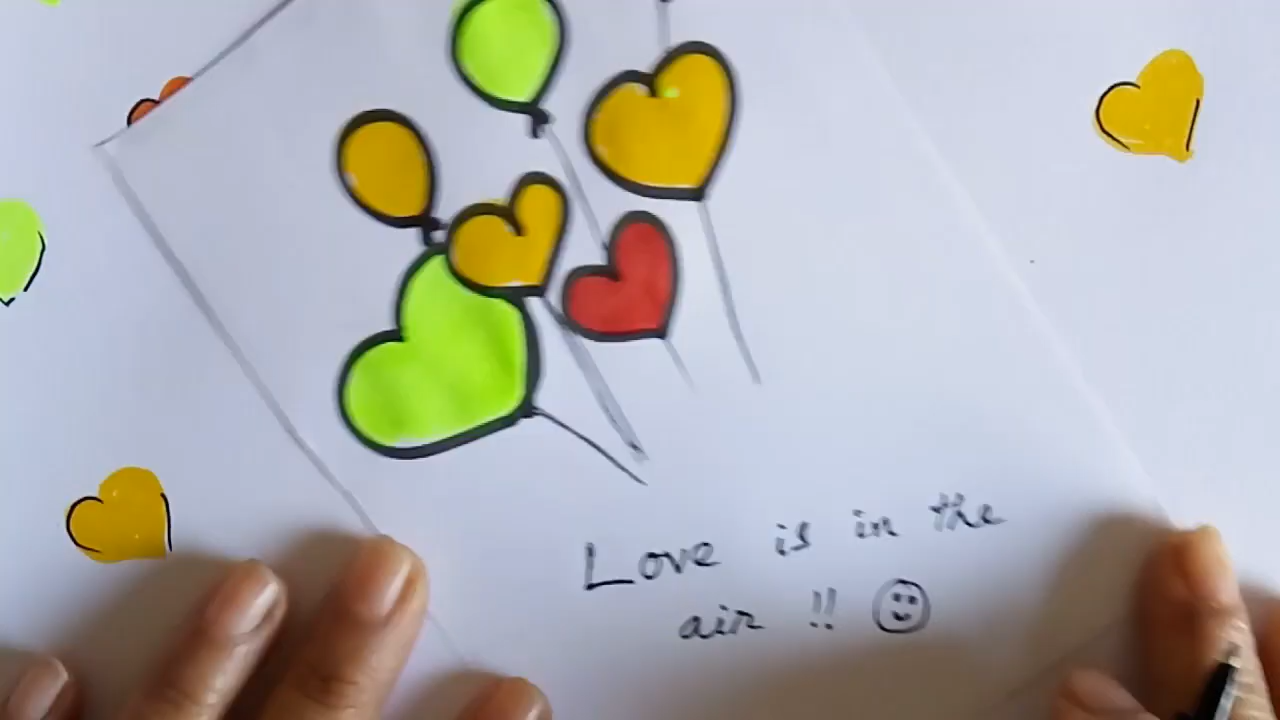 Love is in the
air !! ☺